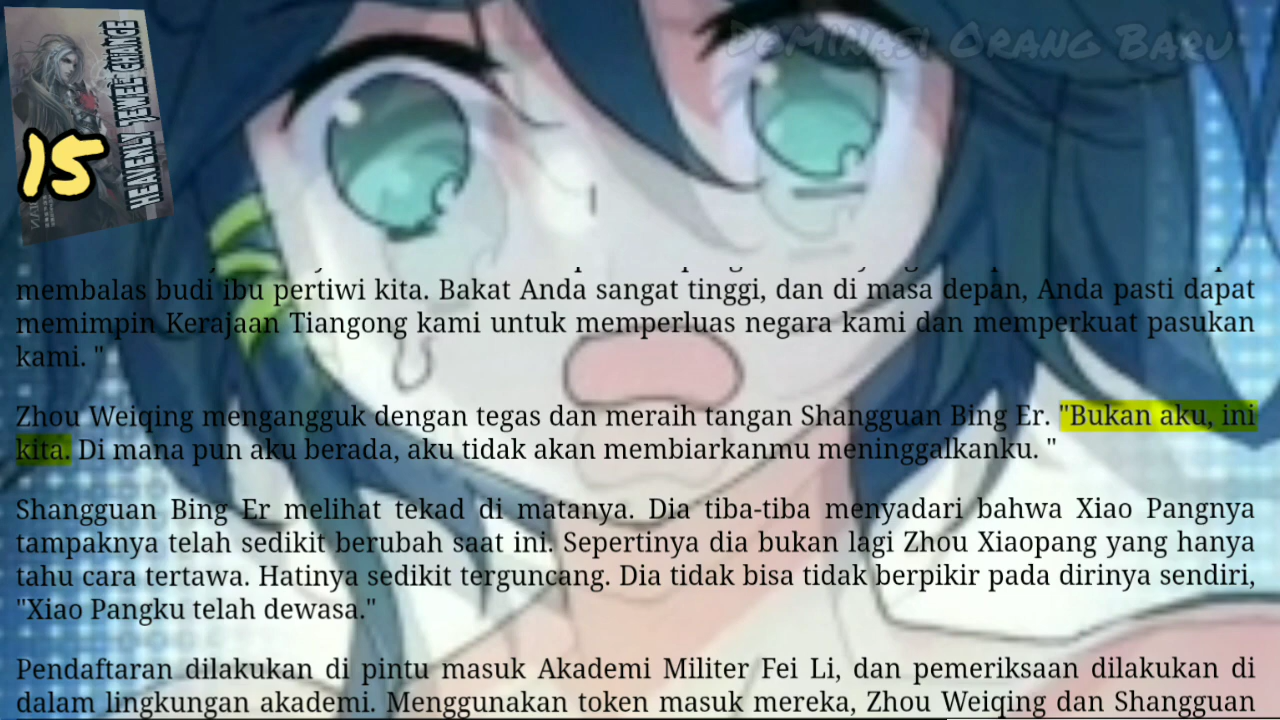 Dominasi Orang Baru
HEAVENLY JEWEL CHANGE
15
membalas budi ibu pertiwi kita. Bakat Anda sangat tinggi, dan di masa depan, Anda pasti dapat
memimpin Kerajaan Tiangong kami untuk memperluas negara kami dan memperkuat pasukan
kami. "
Zhou Weiqing mengangguk dengan tegas dan meraih tangan Shangguan Bing Er. "Bukan aku, ini
kita. Di mana pun aku berada, aku tidak akan membiarkanmu meninggalkanku. "
Shangguan Bing Er melihat tekad di matanya. Dia tiba-tiba menyadari bahwa Xiao Pangnya
tampaknya telah sedikit berubah saat ini. Sepertinya dia bukan lagi Zhou Xiaopang yang hanya
tahu cara tertawa. Hatinya sedikit terguncang. Dia tidak bisa tidak berpikir pada dirinya sendiri,
"Xiao Pangku telah dewasa."
Pendaftaran dilakukan di pintu masuk Akademi Militer Fei Li, dan pemeriksaan dilakukan di
dalam lingkungan akademi. Menggunakan token masuk mereka, Zhou Weiqing dan Shangguan